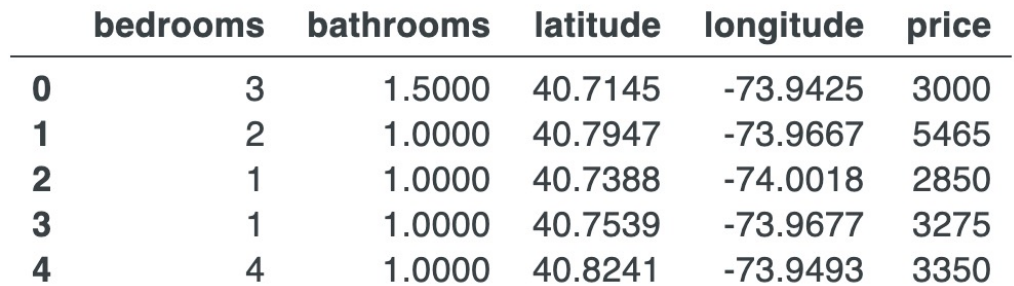 bedrooms bathrooms latitude longitude price
0 3 1.5000 40.7145 -73.9425 3000
1 2 1.0000 40.7947 -73.9667 5465
2 1 1.0000 40.7388 -74.0018 2850
3 1 1.0000 40.7539 -73.9677 3275
4 4 1.0000 40.8241 -73.9493 3350